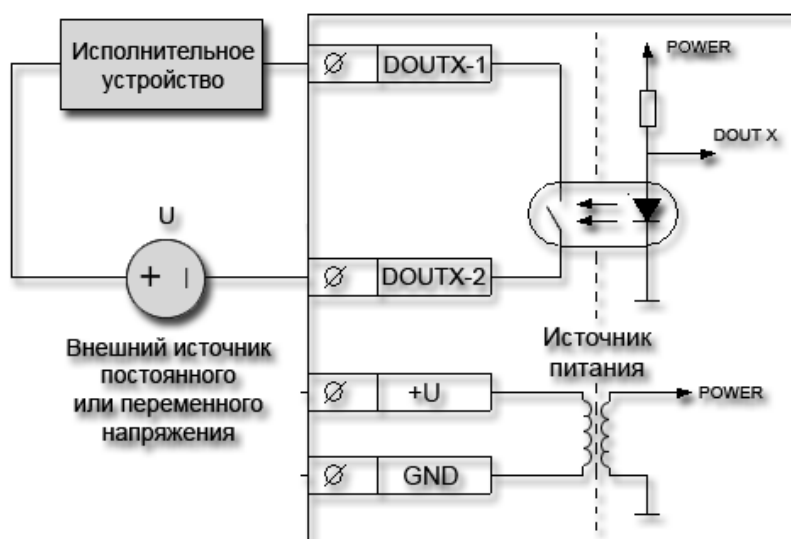 Исполнительное
устройство
DOUTX-1
POWER
DOUT X
U
+ –
DOUTX-2
Внешний источник
постоянного
или переменного
напряжения
Источник
питания
+U
POWER
GND